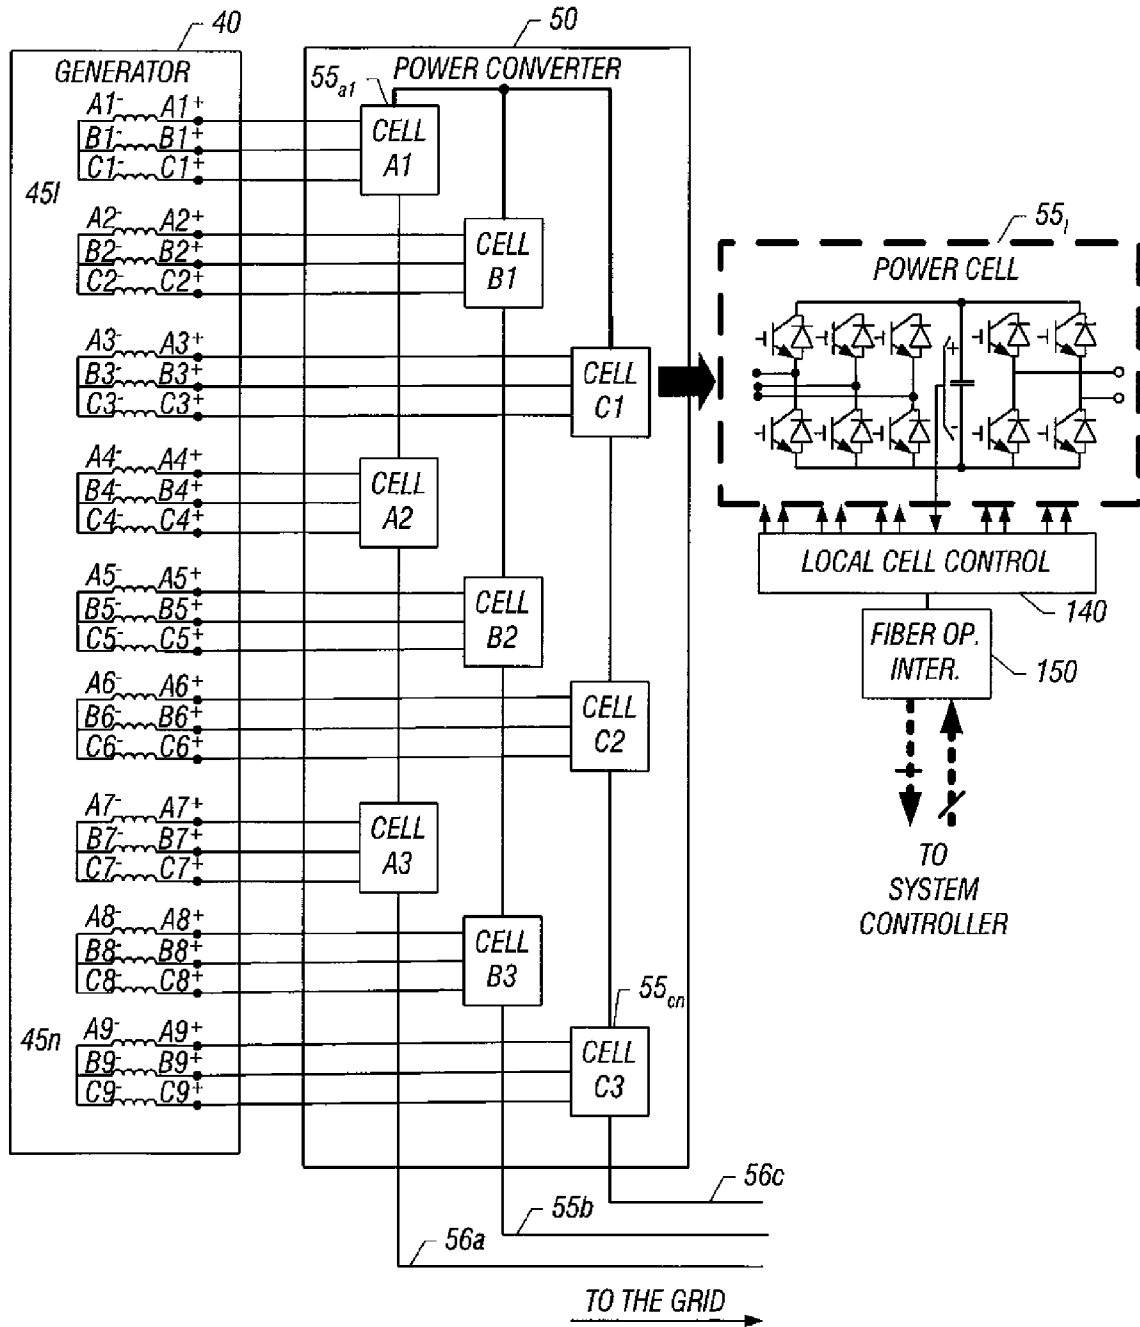 40
50
GENERATOR
POWER CONVERTER
55a1
A1- A1+
B1- B1+
C1- C1+
45l
CELL
A1
A2- A2+
B2- B2+
C2- C2+
CELL
B1
A3- A3+
B3- B3+
C3- C3+
CELL
C1
A4- A4+
B4- B4+
C4- C4+
CELL
A2
A5- A5+
B5- B5+
C5- C5+
CELL
B2
A6- A6+
B6- B6+
C6- C6+
CELL
C2
A7- A7+
B7- B7+
C7- C7+
CELL
A3
A8- A8+
B8- B8+
C8- C8+
CELL
B3
55cn
45n
A9- A9+
B9- B9+
C9- C9+
CELL
C3
56c
55b
56a
TO THE GRID
55i
POWER CELL
+
-
LOCAL CELL CONTROL
140
FIBER OP.
INTER.
150
TO
SYSTEM
CONTROLLER